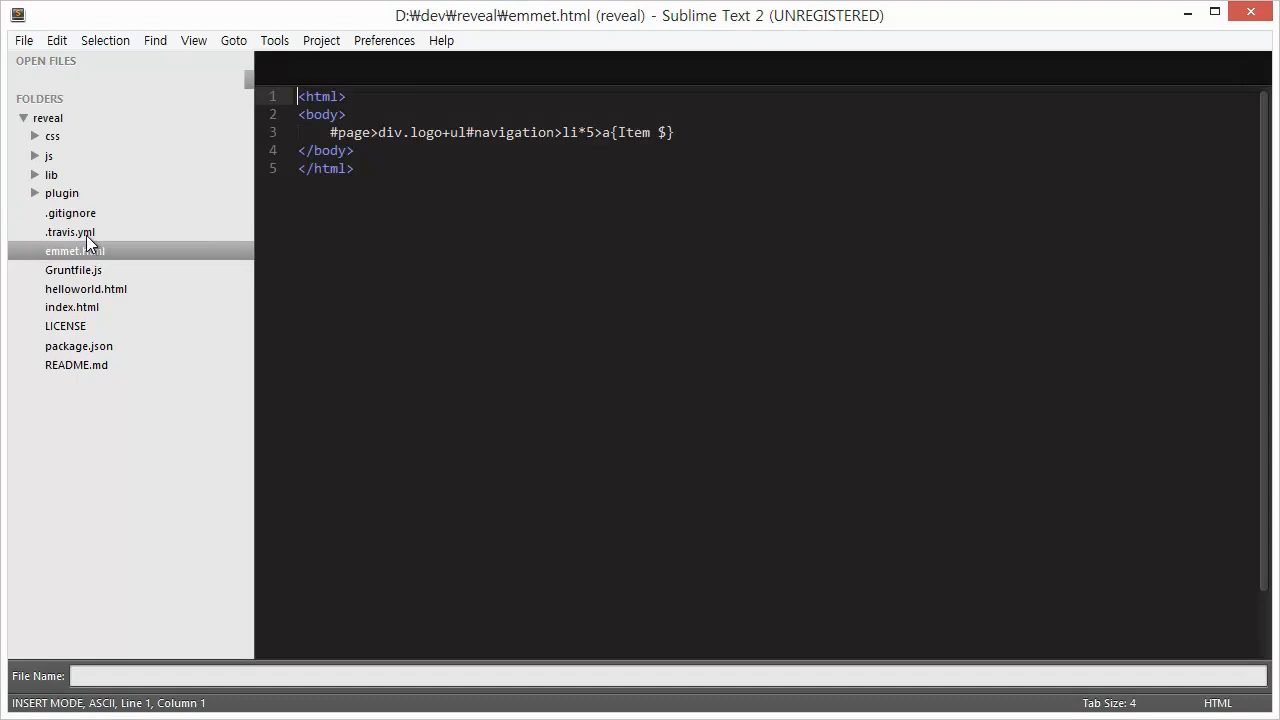 D:₩dev₩reveal₩emmet.html (reveal) - Sublime Text 2 (UNREGISTERED)
File Edit Selection Find View Goto Tools Project Preferences Help
OPEN FILES
FOLDERS
reveal
css
js
lib
plugin
.gitignore
.travis.yml
emmet.html
Gruntfile.js
helloworld.html
index.html
LICENSE
package.json
README.md
1 <html>
2 <body>
3 #page>div.logo+ul#navigation>li*5>a{Item $}
4 </body>
5 </html>
File Name:
INSERT MODE, ASCII, Line 1, Column 1 Tab Size: 4 HTML